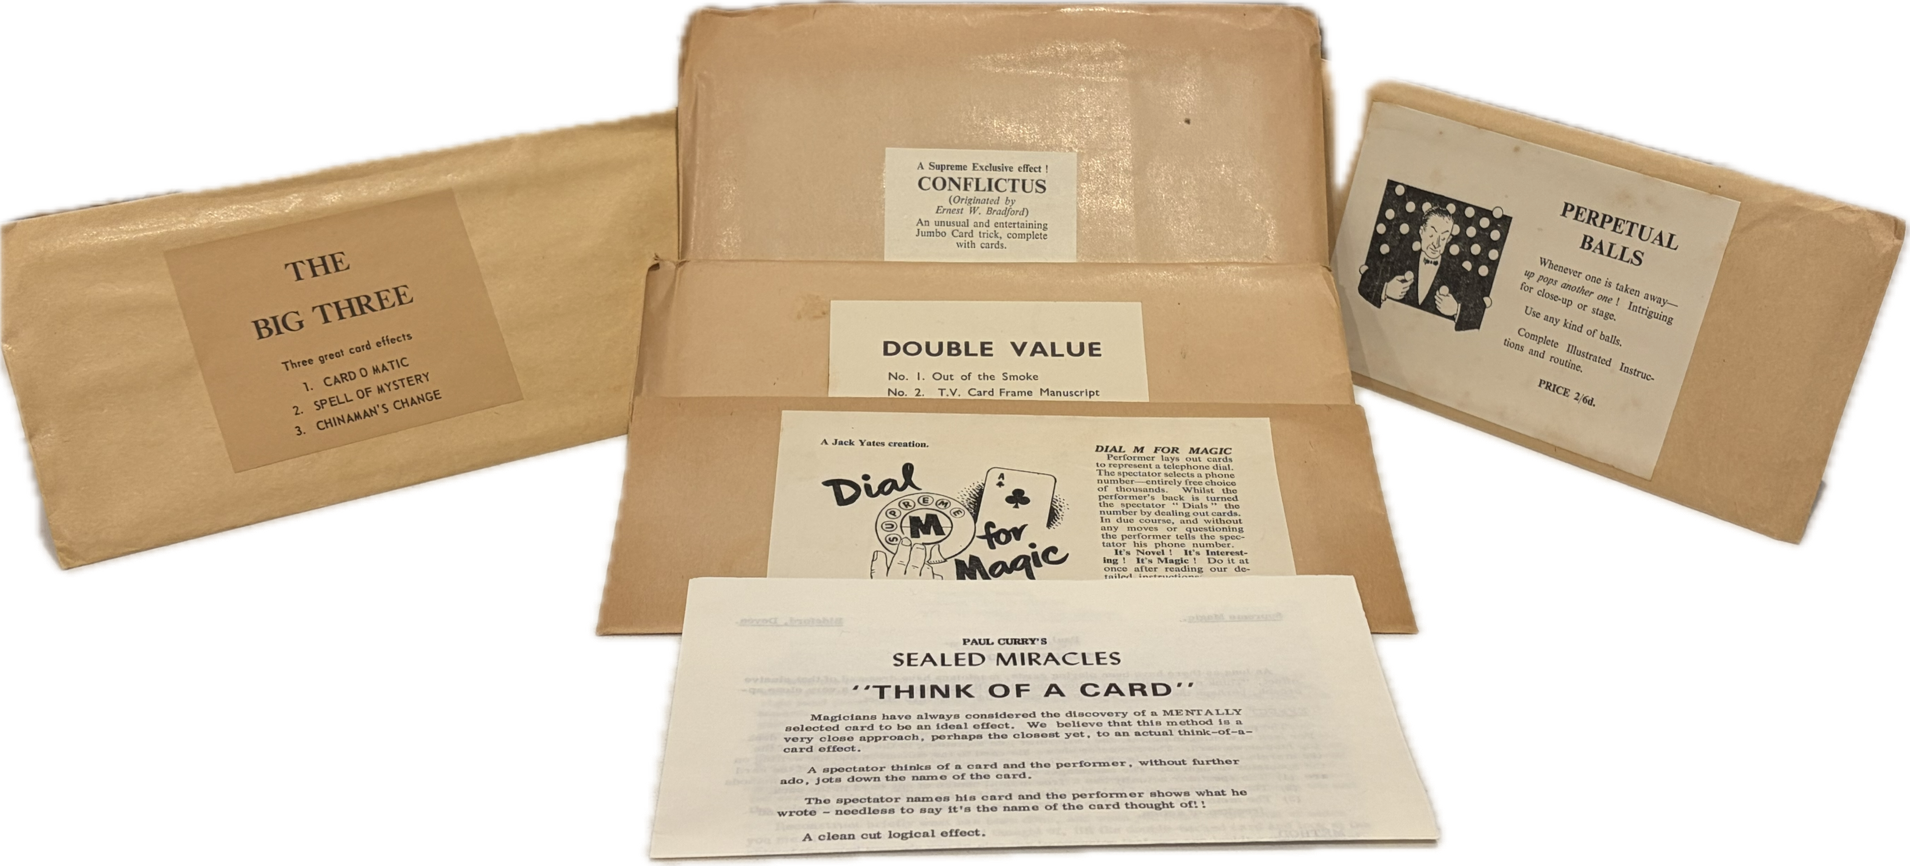 THE
BIG THREE
Three great card effects
1. CARD O MATIC
2. SPELL OF MYSTERY
3. CHINAMAN'S CHANGE
A Supreme Exclusive effect !
CONFLICTUS
(Originated by
Ernest W. Bradford)
An unusual and entertaining
Jumbo Card trick, complete
with cards.
DOUBLE VALUE
No. 1. Out of the Smoke
No. 2. T.V. Card Frame Manuscript
A Jack Yates creation.
Dial
SUPREME
M
A
for
Magic
DIAL M FOR MAGIC
Performer lays out cards
to represent a telephone dial.
The spectator selects a phone
number—entirely free choice
of thousands. Whilst the
performer's back is turned
the spectator "Dials" the
number by dealing out cards.
In due course, and without
any moves or questioning
the performer tells the spec-
tator his phone number.
It's Novel ! It's Interest-
ing ! It's Magic ! Do it at
once after reading our de-
tailed instructions.
PERPETUAL
BALLS
Whenever one is taken away—
up pops another one ! Intriguing
for close-up or stage.
Use any kind of balls.
Complete Illustrated Instruc-
tions and routine.
PRICE 2/6d.
Supreme Magic.
Bideford, Devon.
PAUL CURRY'S
SEALED MIRACLES
''THINK OF A CARD''
Magicians have always considered the discovery of a MENTALLY
selected card to be an ideal effect. We believe that this method is a
very close approach, perhaps the closest yet, to an actual think-of-a-
card effect.
A spectator thinks of a card and the performer, without further
ado, jots down the name of the card.
The spectator names his card and the performer shows what he
wrote - needless to say it's the name of the card thought of!!
A clean cut logical effect.